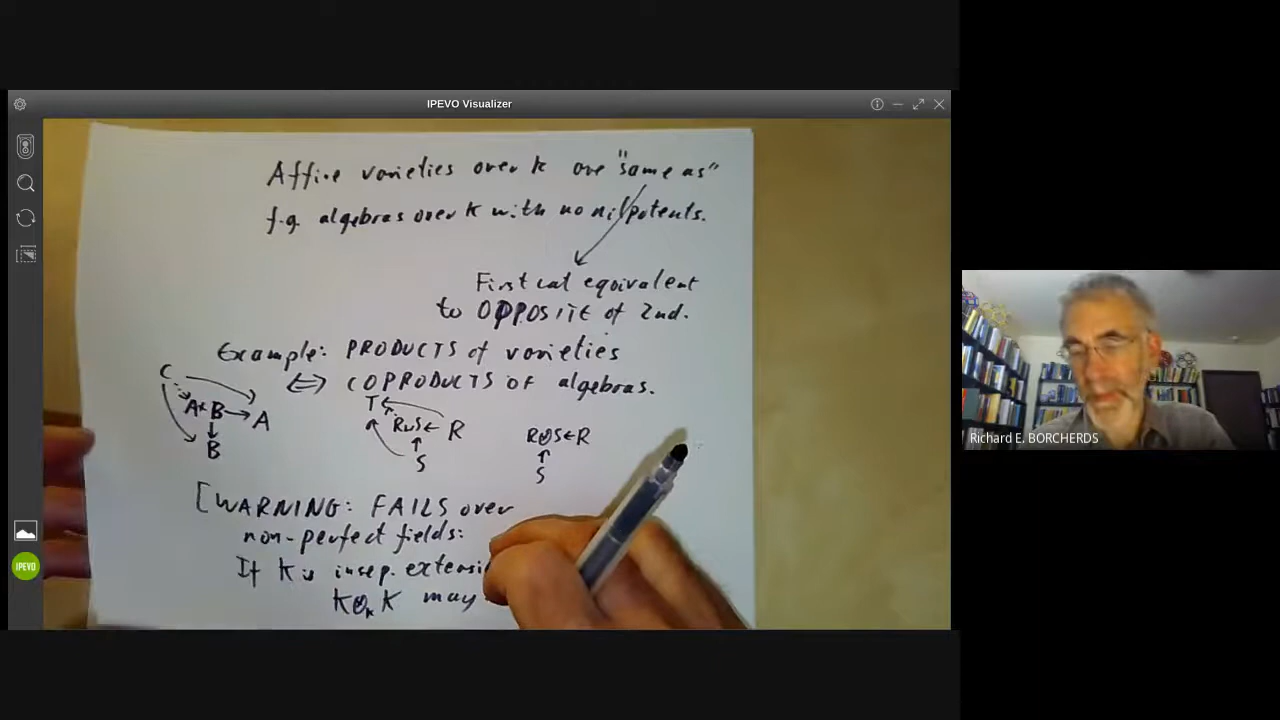 IPEVO Visualizer
Affine varieties over k are "same as"
f.g. algebras over k with no nilpotents.
First cat equivalent
to OPPOSITE of 2nd.
Example: PRODUCTS of varieties
⇔ COPRODUCTS of algebras.
C
A×B → A
B
T
R⊔S ← R
S
R⊗S ← R
S
[WARNING: FAILS over
non-perfect fields:
If K is insep.
K⊗ₖK may
Richard E. BORCHERDS
IPEVO